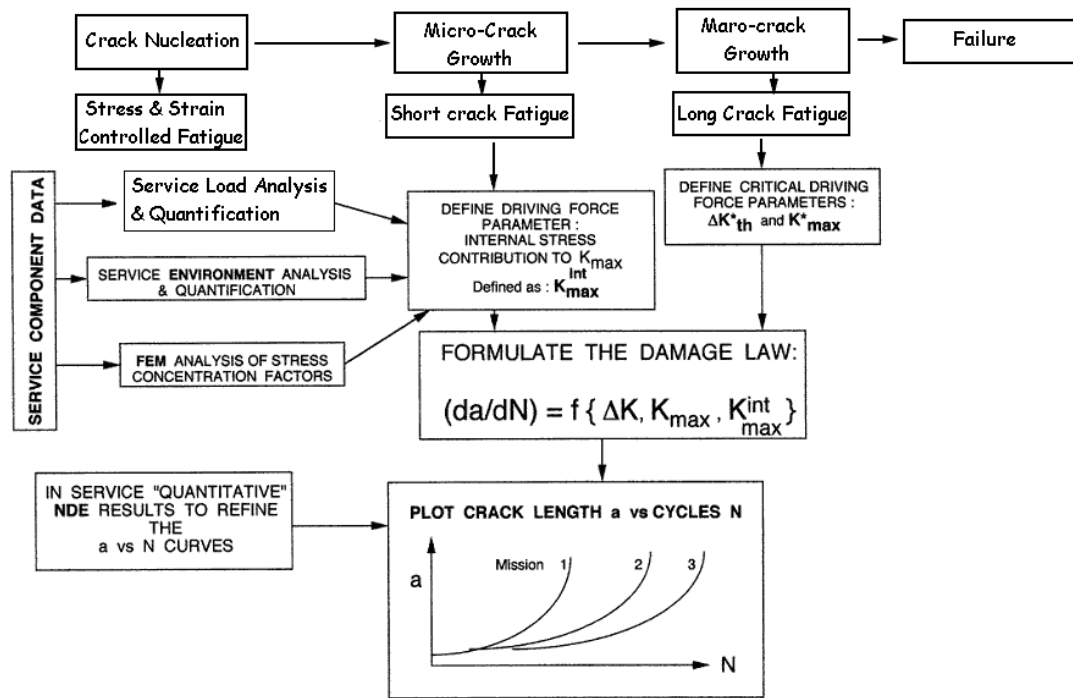 Crack Nucleation
Micro-Crack
Growth
Maro-crack
Growth
Failure
Stress & Strain
Controlled Fatigue
Short crack Fatigue
Long Crack Fatigue
SERVICE COMPONENT DATA
Service Load Analysis
& Quantification
SERVICE ENVIRONMENT ANALYSIS
& QUANTIFICATION
FEM ANALYSIS OF STRESS
CONCENTRATION FACTORS
DEFINE DRIVING FORCE
PARAMETER :
INTERNAL STRESS
CONTRIBUTION TO Kmax
Defined as : K int max
DEFINE CRITICAL DRIVING
FORCE PARAMETERS :
ΔK*th and K*max
FORMULATE THE DAMAGE LAW:
(da/dN) = f { ΔK, Kmax , K int max }
IN SERVICE "QUANTITATIVE"
NDE RESULTS TO REFINE
THE
a vs N CURVES
PLOT CRACK LENGTH a vs CYCLES N
Mission 1 2 3
a
N